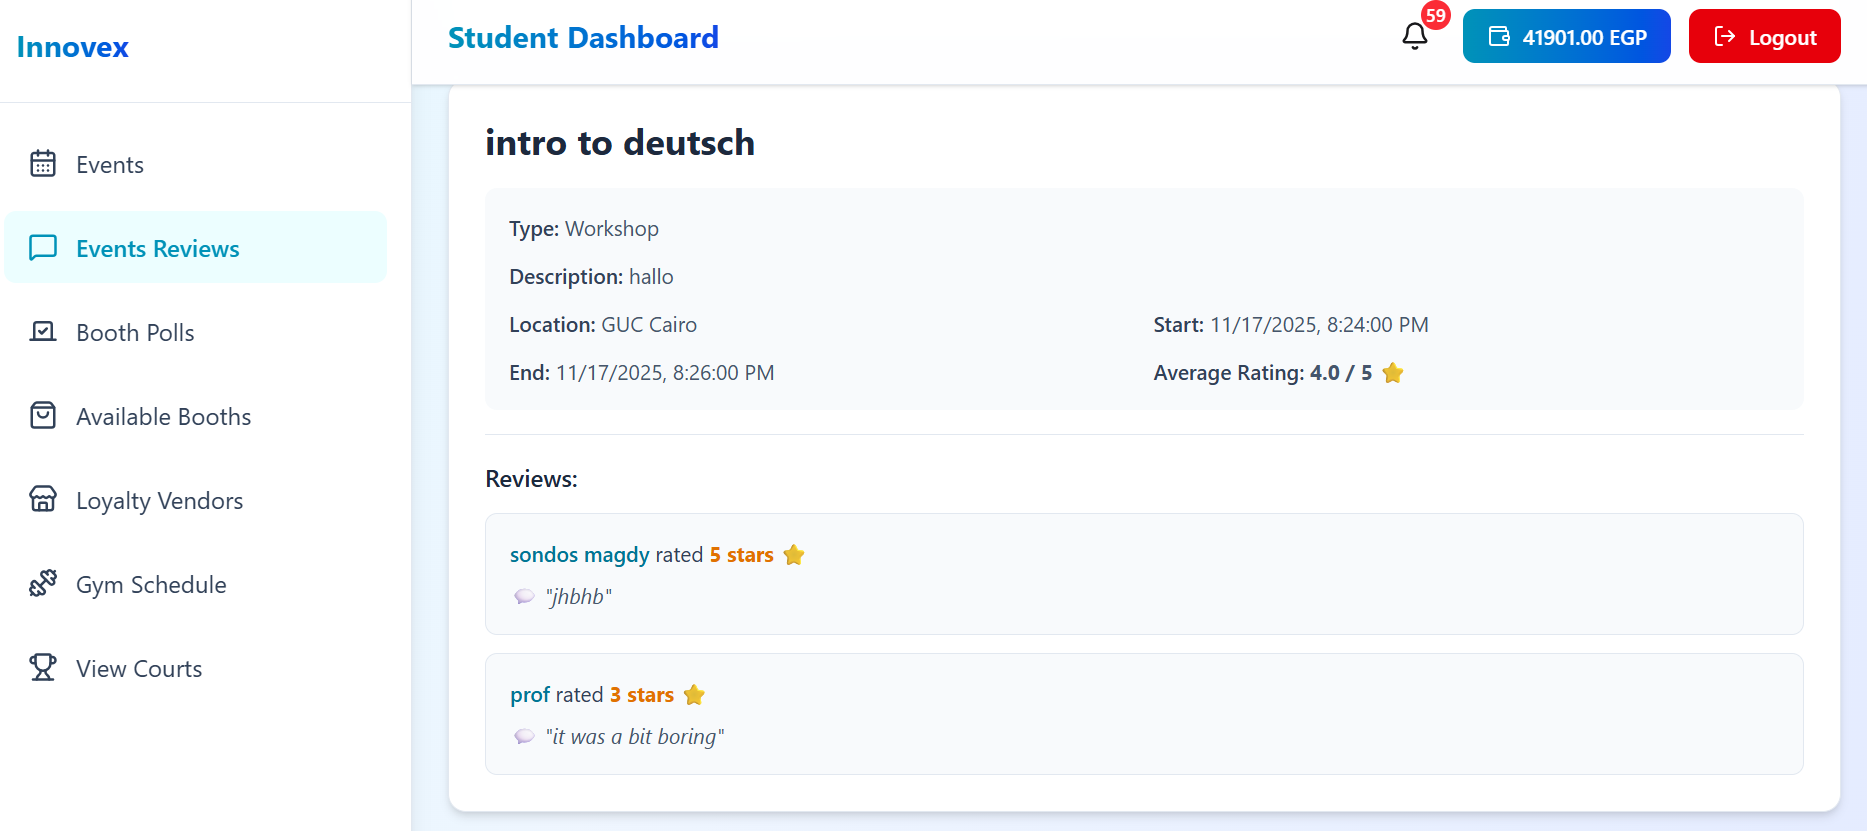 Innovex
Events
Events Reviews
Booth Polls
Available Booths
Loyalty Vendors
Gym Schedule
View Courts
Student Dashboard
59
41901.00 EGP
Logout
intro to deutsch
Type: Workshop
Description: hallo
Location: GUC Cairo
Start: 11/17/2025, 8:24:00 PM
End: 11/17/2025, 8:26:00 PM
Average Rating: 4.0 / 5 ⭐
Reviews:
sondos magdy rated 5 stars ⭐
💬 "jhbhb"
prof rated 3 stars ⭐
💬 "it was a bit boring"